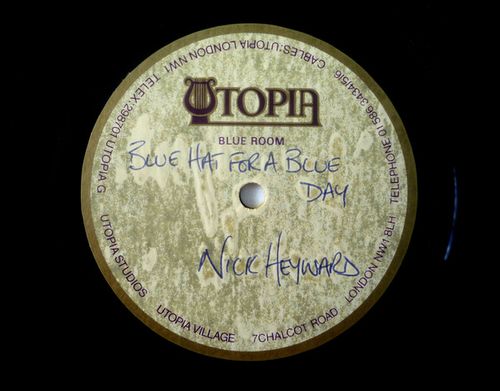 UTOPIA
BLUE ROOM
BLUE HAT FOR A BLUE
DAY
NICK HEYWARD
UTOPIA STUDIOS UTOPIA VILLAGE 7 CHALCOT ROAD LONDON NW1 8LH TELEPHONE 01 586 3434/5/6
CABLES: UTOPIA LONDON NW1 TELEX: 298701 UTOPIA G